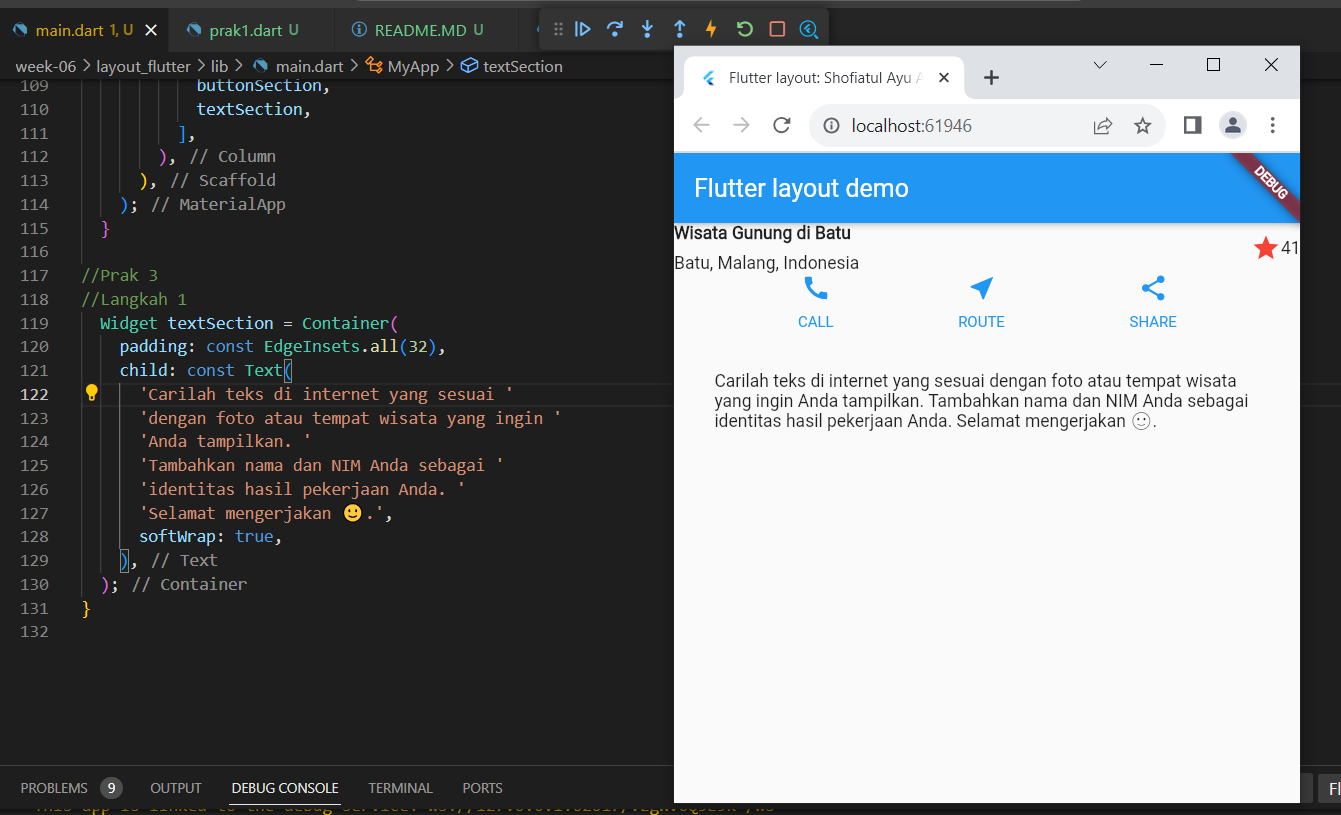 main.dart 1, U
prak1.dart U
README.MD U
week-06 > layout_flutter > lib > main.dart > MyApp > textSection
109 buttonSection,
110 textSection,
111 ],
112 ), // Column
113 ), // Scaffold
114 ); // MaterialApp
115 }
116
117 //Prak 3
118 //Langkah 1
119 Widget textSection = Container(
120 padding: const EdgeInsets.all(32),
121 child: const Text(
122 'Carilah teks di internet yang sesuai '
123 'dengan foto atau tempat wisata yang ingin '
124 'Anda tampilkan. '
125 'Tambahkan nama dan NIM Anda sebagai '
126 'identitas hasil pekerjaan Anda. '
127 'Selamat mengerjakan 🙂.',
128 softWrap: true,
129 ), // Text
130 ); // Container
131 }
132
PROBLEMS 9 OUTPUT DEBUG CONSOLE TERMINAL PORTS
Flutter layout: Shofiatul Ayu
localhost:61946
Flutter layout demo
DEBUG
Wisata Gunung di Batu
Batu, Malang, Indonesia
41
CALL ROUTE SHARE
Carilah teks di internet yang sesuai dengan foto atau tempat wisata
yang ingin Anda tampilkan. Tambahkan nama dan NIM Anda sebagai
identitas hasil pekerjaan Anda. Selamat mengerjakan 🙂.